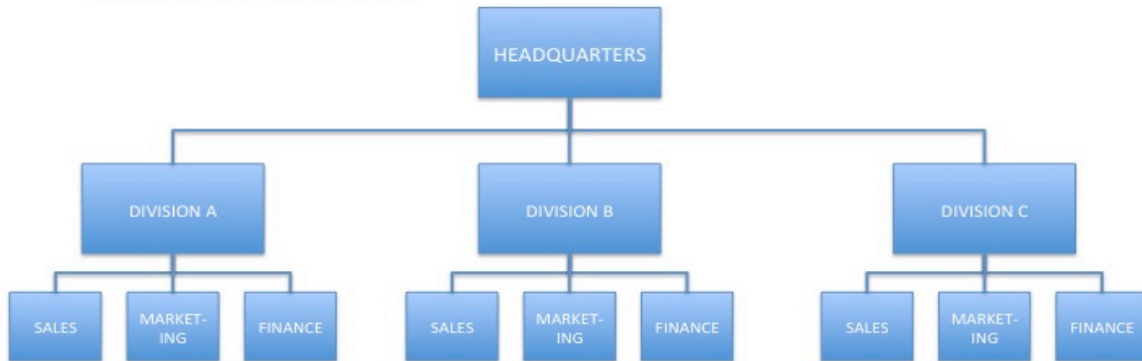 HEADQUARTERS
DIVISION A
DIVISION B
DIVISION C
SALES
MARKET-
ING
FINANCE
SALES
MARKET-
ING
FINANCE
SALES
MARKET-
ING
FINANCE